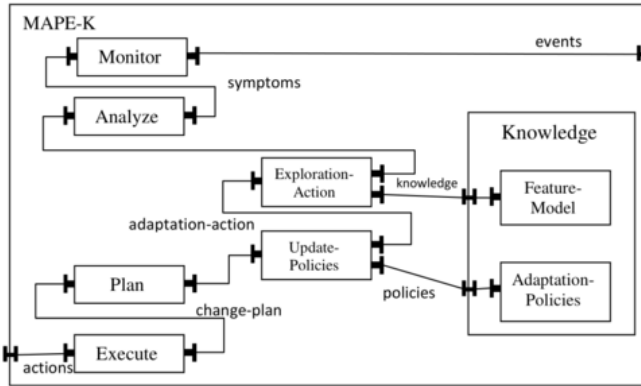 MAPE-K
events
Monitor
symptoms
Analyze
Knowledge
Exploration-
Action
knowledge
Feature-
Model
adaptation-action
Update-
Policies
Plan
policies
Adaptation-
Policies
change-plan
Execute
actions